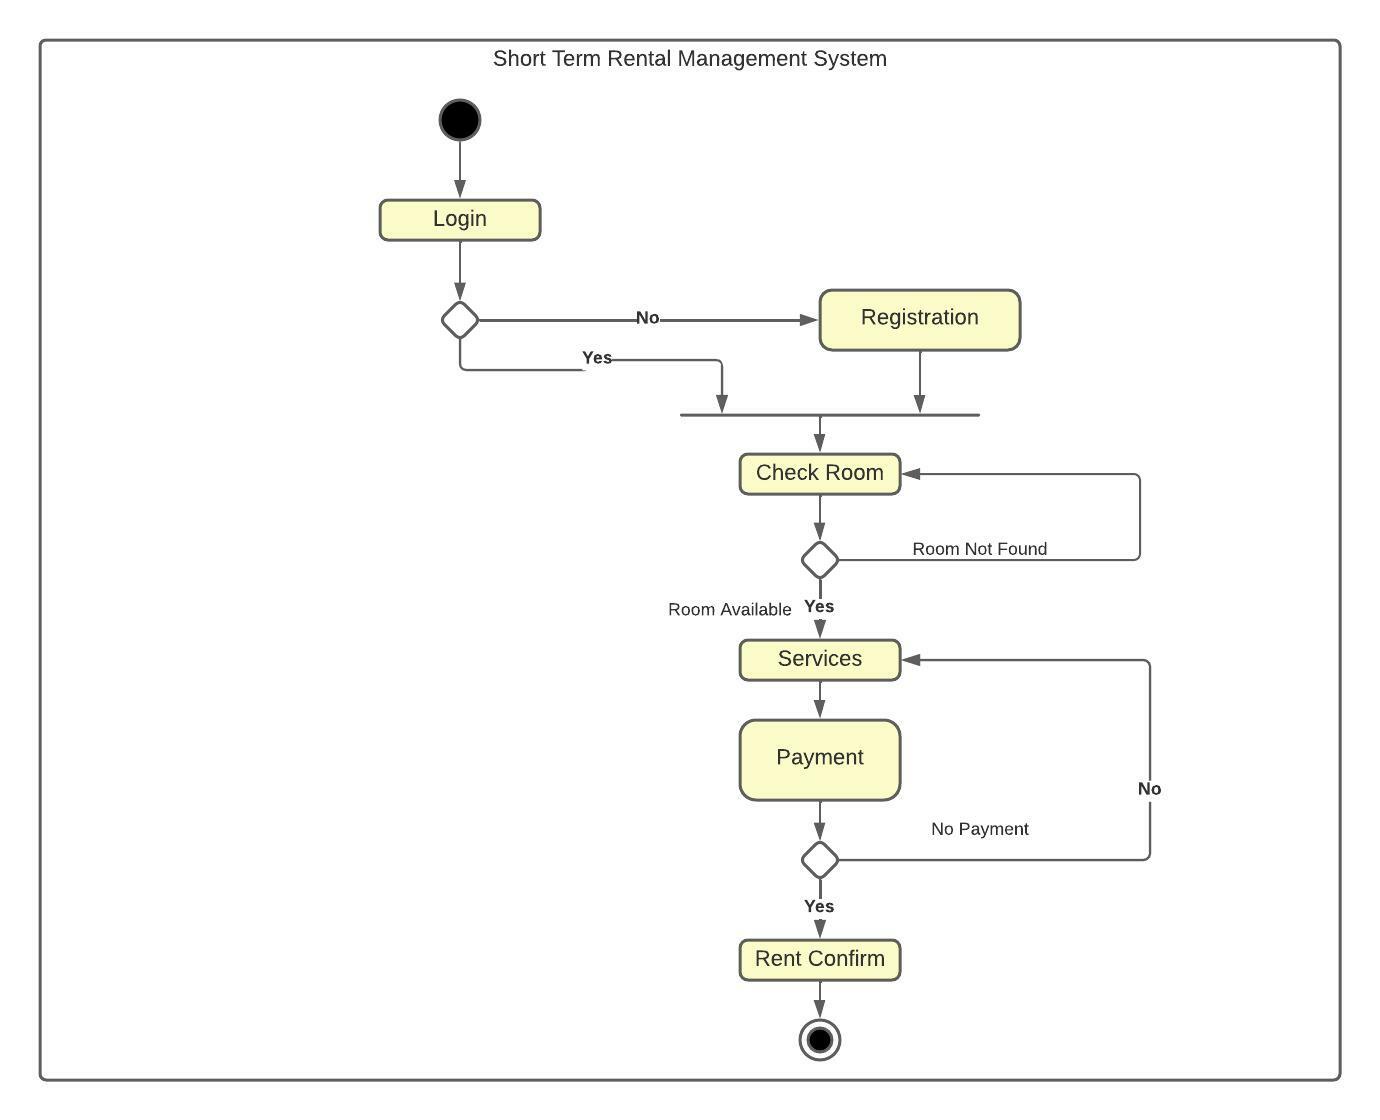 Short Term Rental Management System
Login
No
Registration
Yes
Check Room
Room Not Found
Room Available
Yes
Services
Payment
No
No Payment
Yes
Rent Confirm